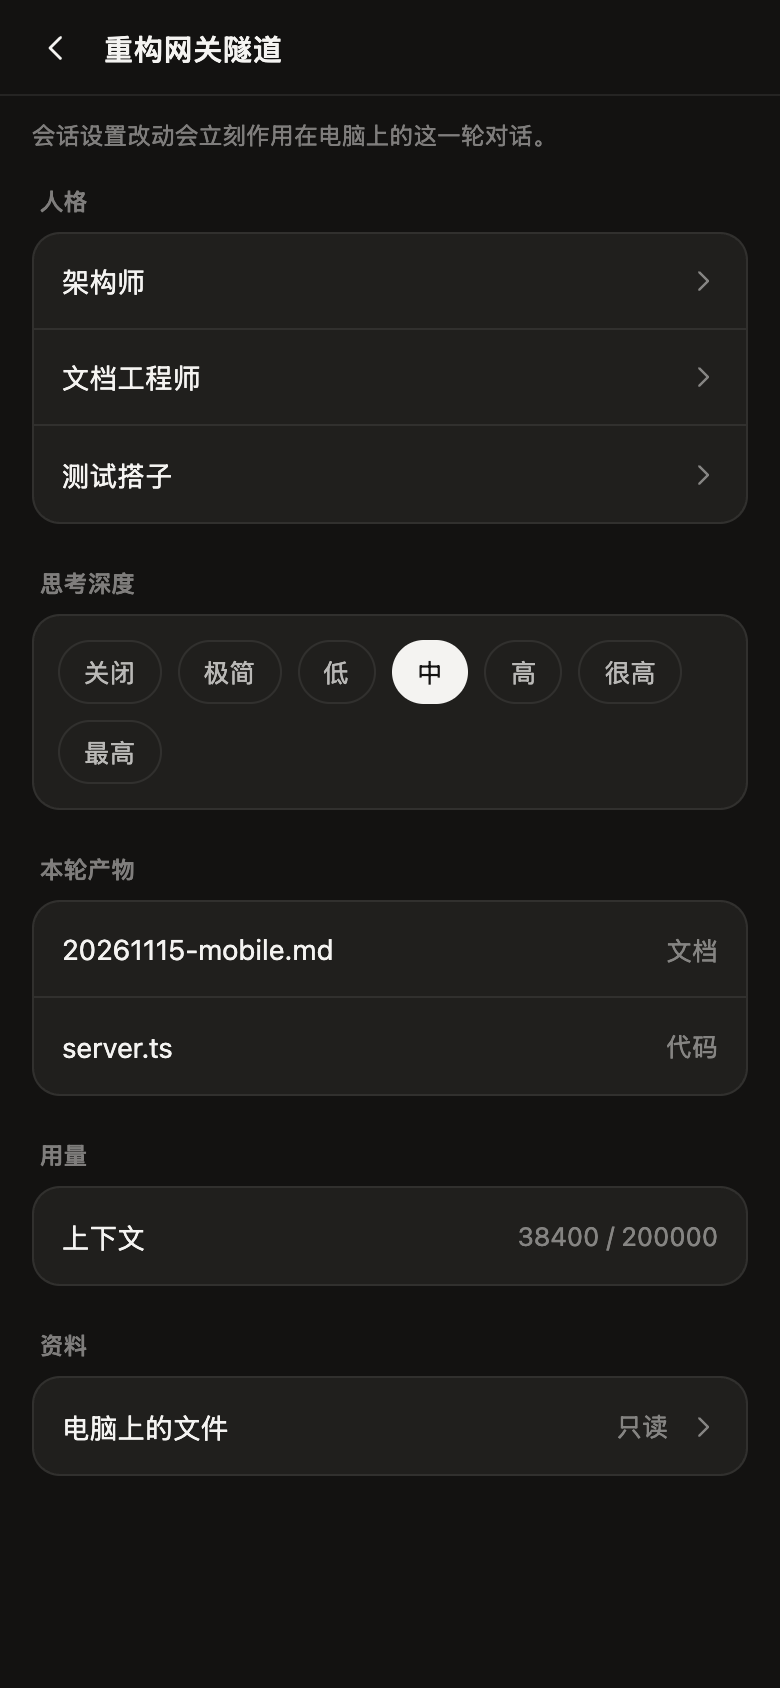 重构网关隧道
会话设置改动会立刻作用在电脑上的这一轮对话。
人格
架构师
文档工程师
测试搭子
思考深度
关闭 极简 低 中 高 很高
最高
本轮产物
20261115-mobile.md 文档
server.ts 代码
用量
上下文 38400 / 200000
资料
电脑上的文件 只读